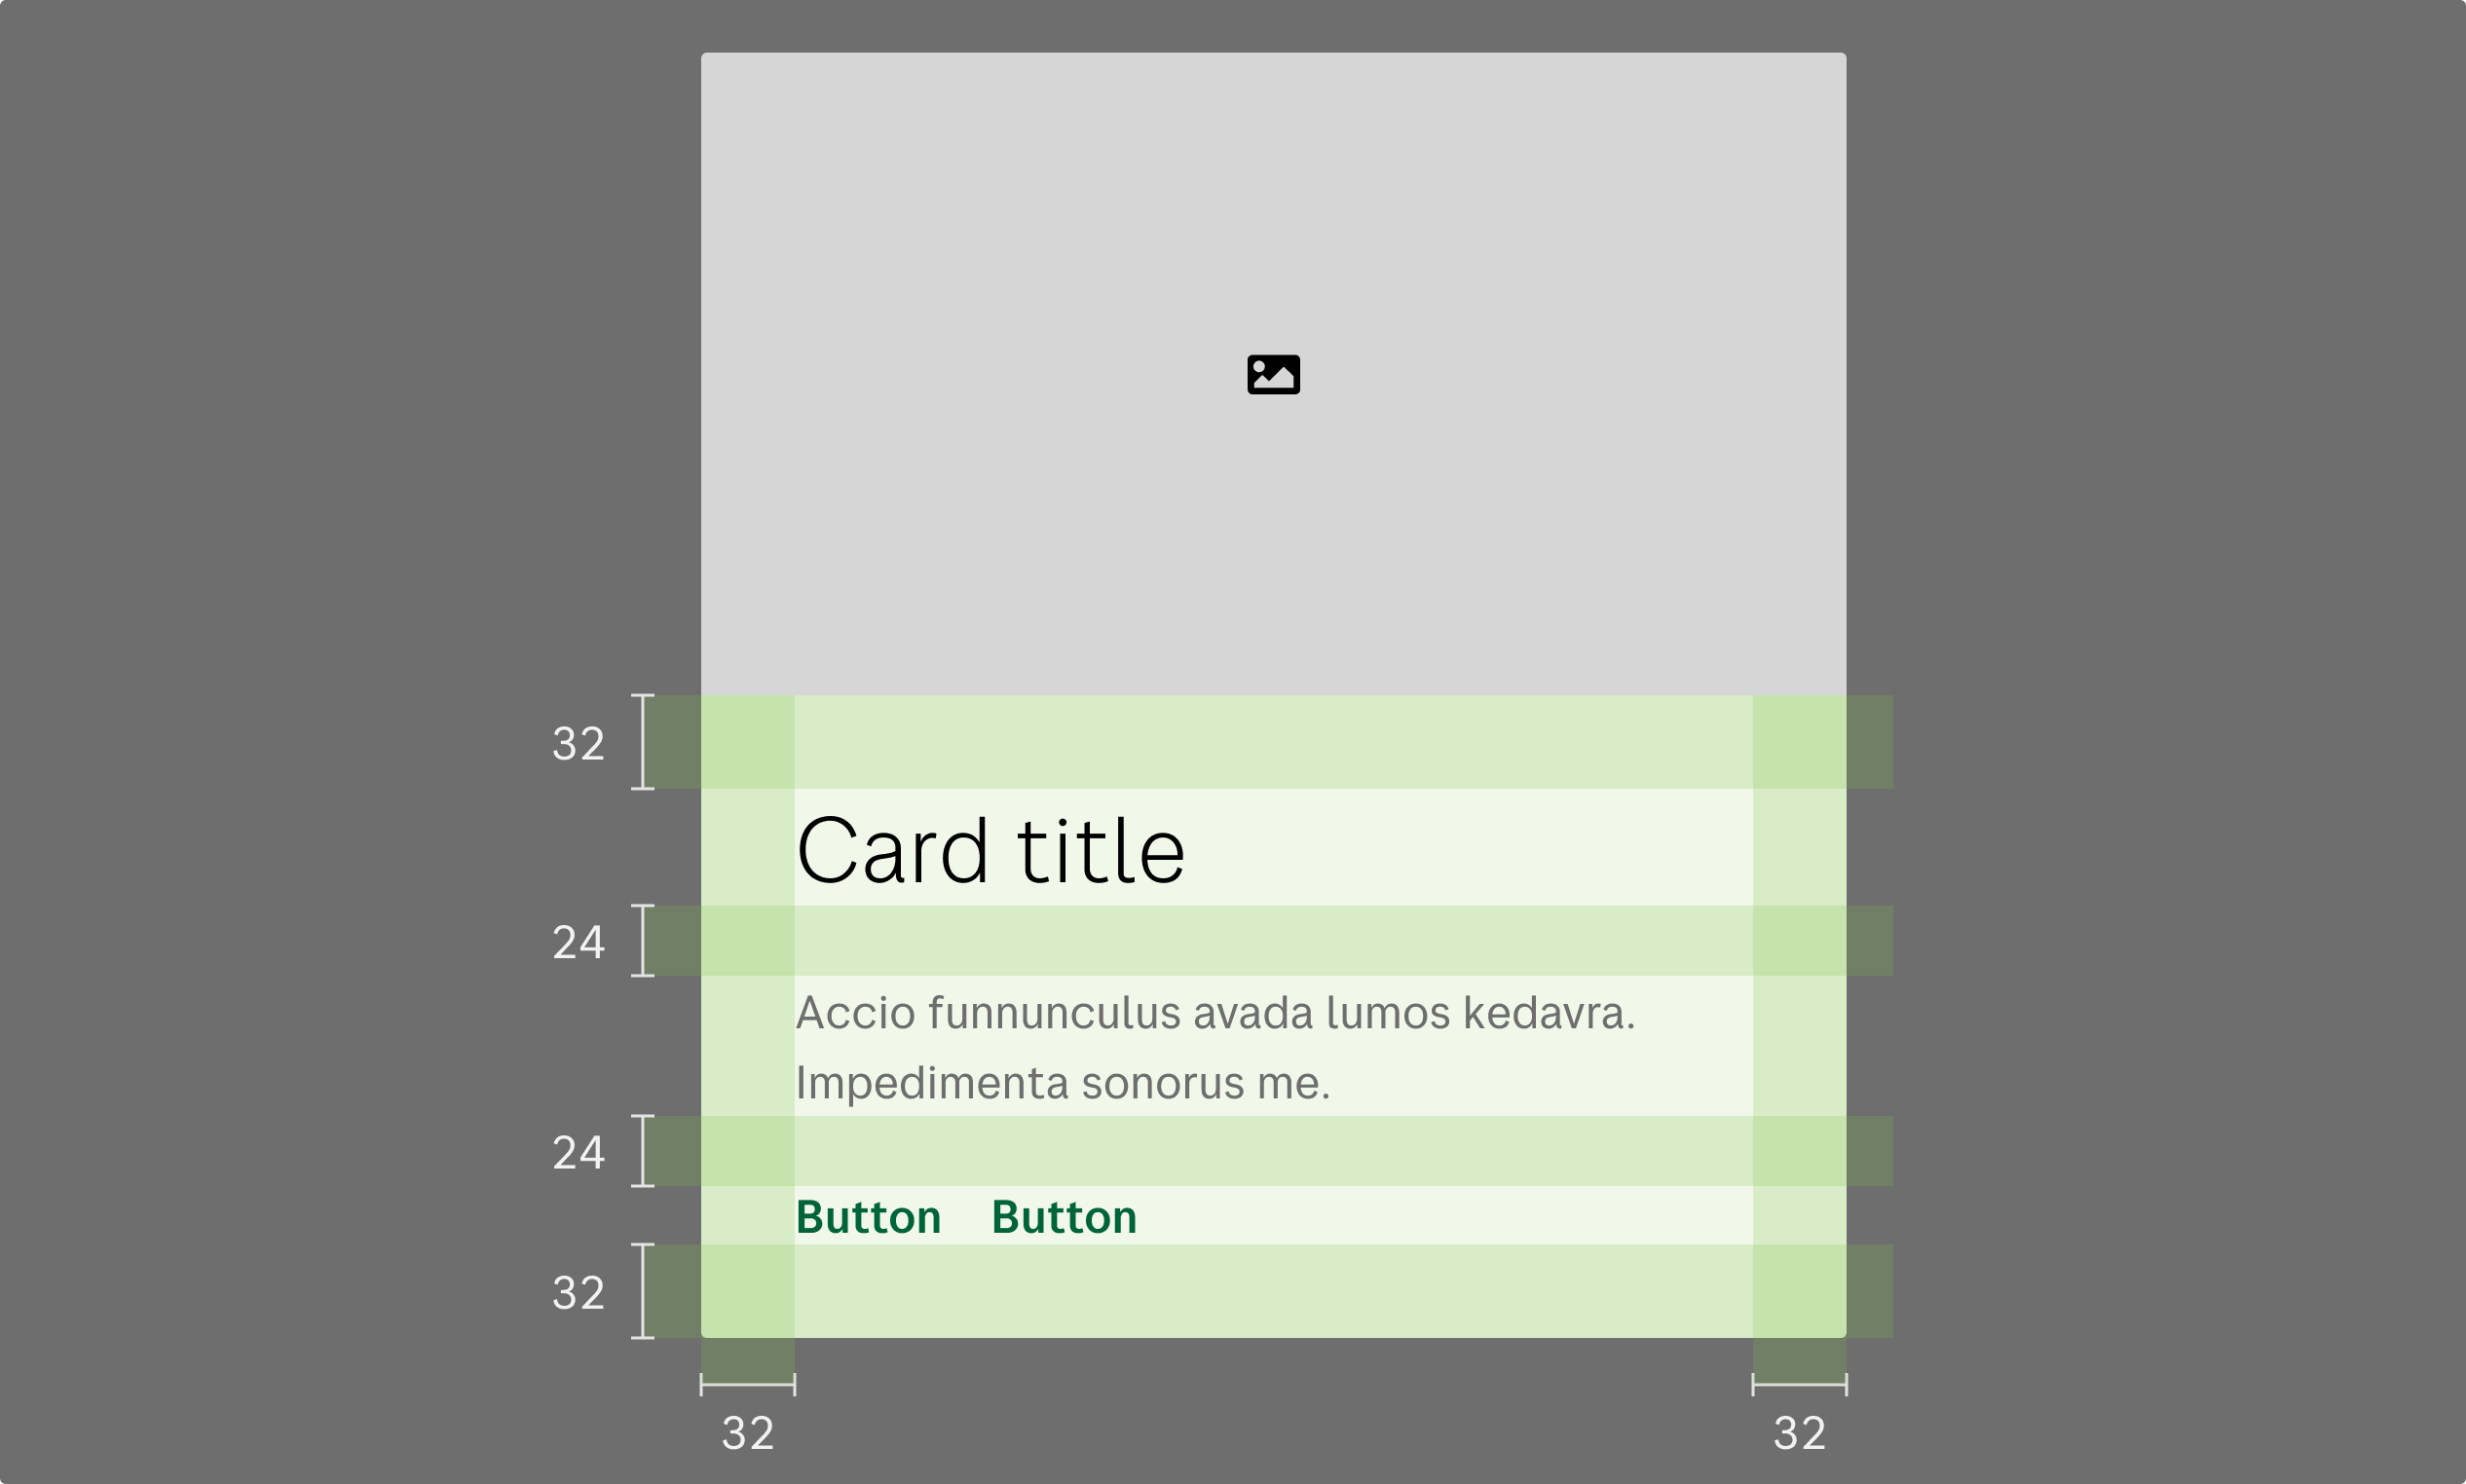 32
Card title
24
Accio funnunculus avada lumos kedavra.
Impedimenta sonorus me.
24
Button Button
32
32 32